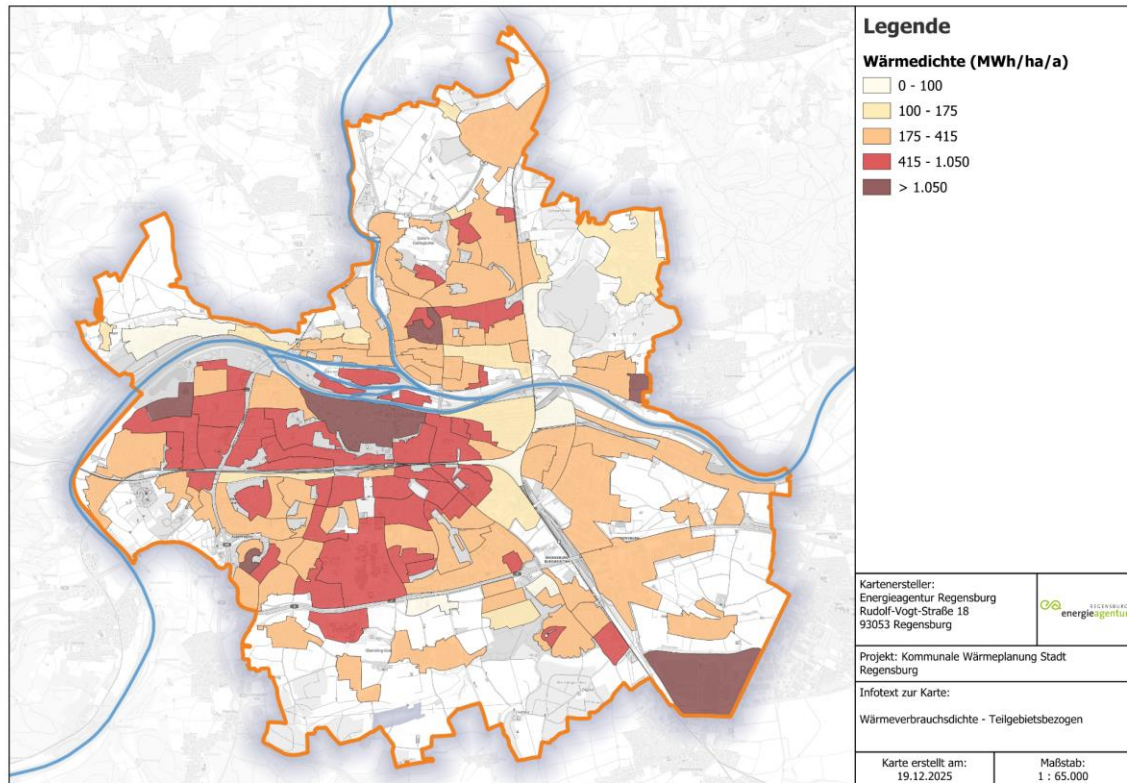 Legende
Wärmedichte (MWh/ha/a)
0 - 100
100 - 175
175 - 415
415 - 1.050
> 1.050
Kartenersteller:
Energieagentur Regensburg
Rudolf-Vogt-Straße 18
93053 Regensburg
REGENSBURG
energieagentur
Projekt: Kommunale Wärmeplanung Stadt
Regensburg
Infotext zur Karte:
Wärmeverbrauchsdichte - Teilgebietsbezogen
Karte erstellt am:
19.12.2025
Maßstab:
1 : 65.000